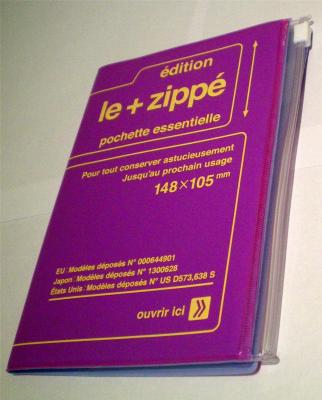 édition
le + zippé
pochette essentielle
Pour tout conserver astucieusement
Jusqu'au prochain usage
148×105 mm
EU : Modèles déposés N° 000644901
Japon : Modèles déposés N° 1300628
États Unis : Modèles déposés N° US D573,638 S
ouvrir ici »